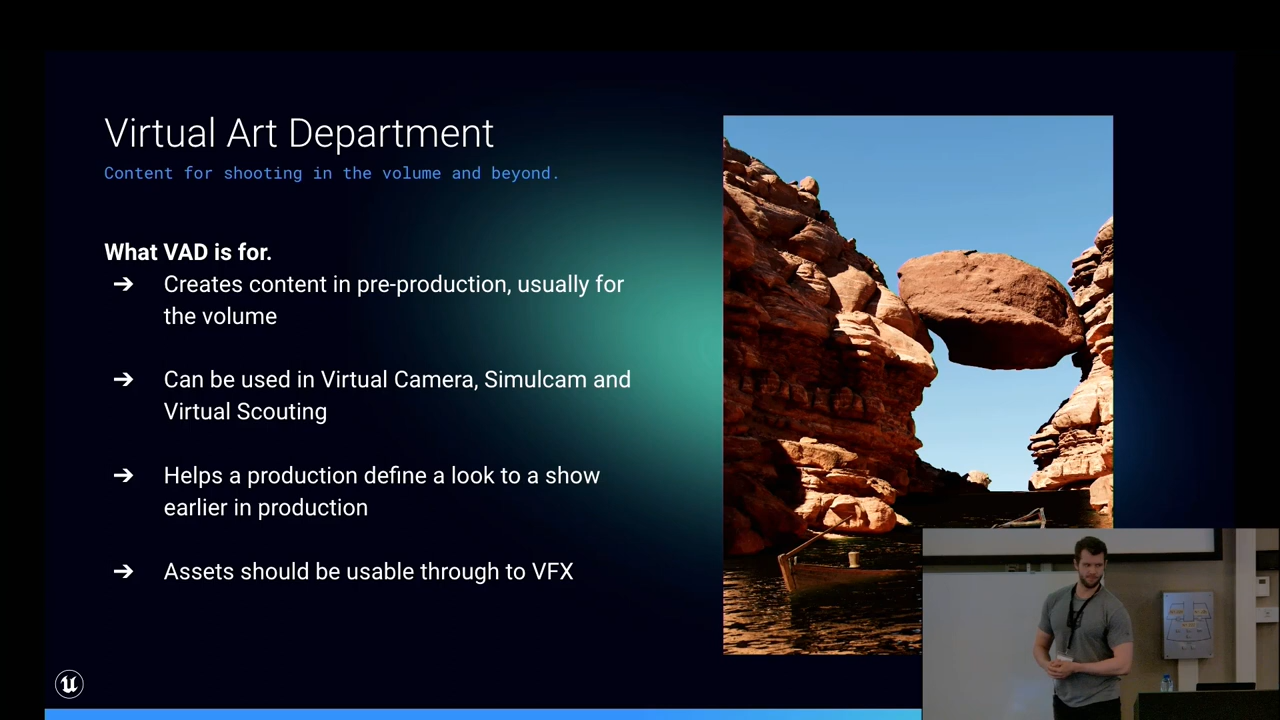 Virtual Art Department
Content for shooting in the volume and beyond.
What VAD is for.
➔ Creates content in pre-production, usually for
the volume
➔ Can be used in Virtual Camera, Simulcam and
Virtual Scouting
➔ Helps a production define a look to a show
earlier in production
➔ Assets should be usable through to VFX